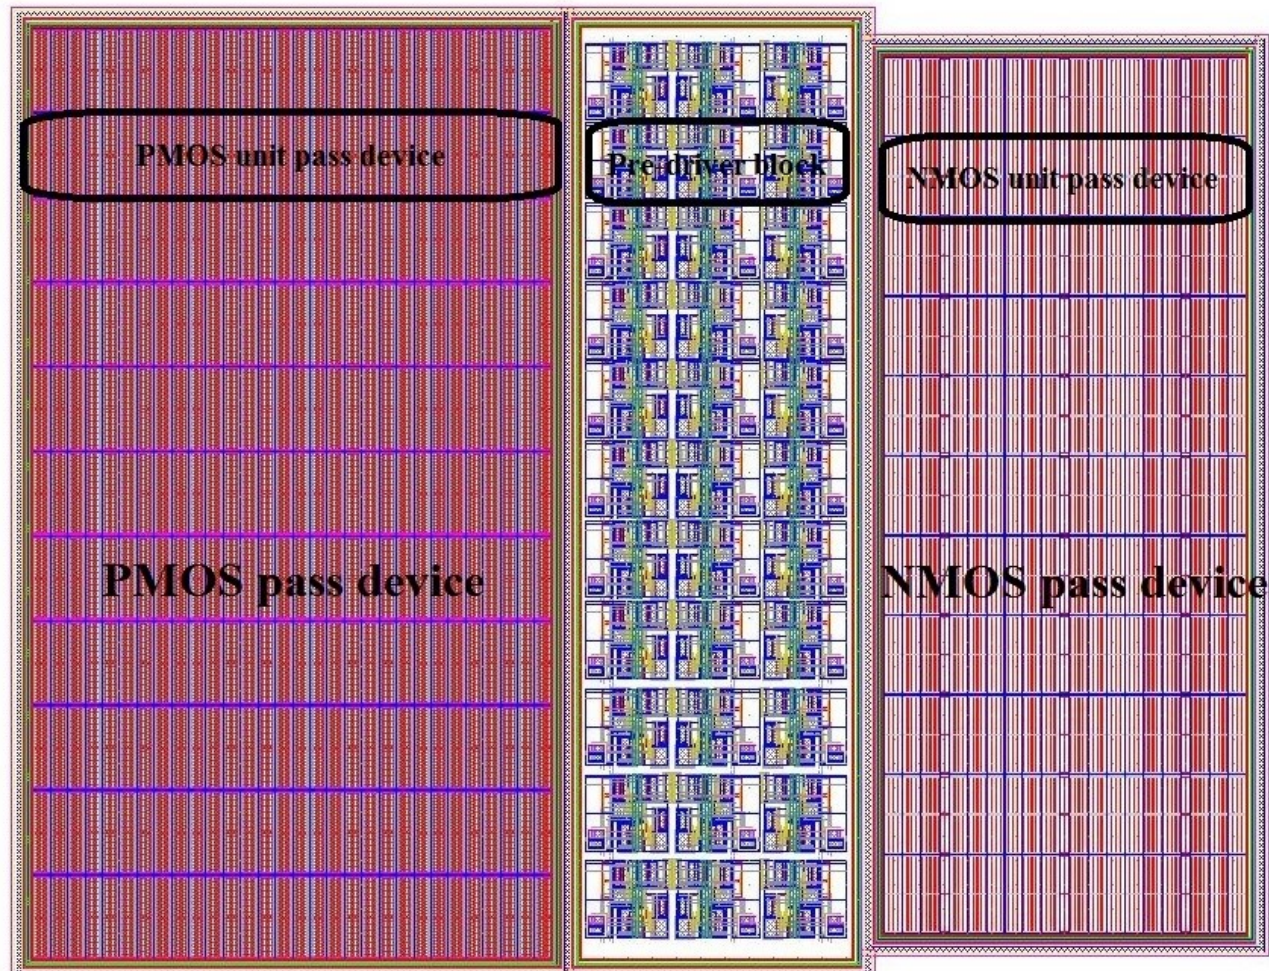 PMOS unit pass device
Pre-driver block
NMOS unit pass device
PMOS pass device
NMOS pass device